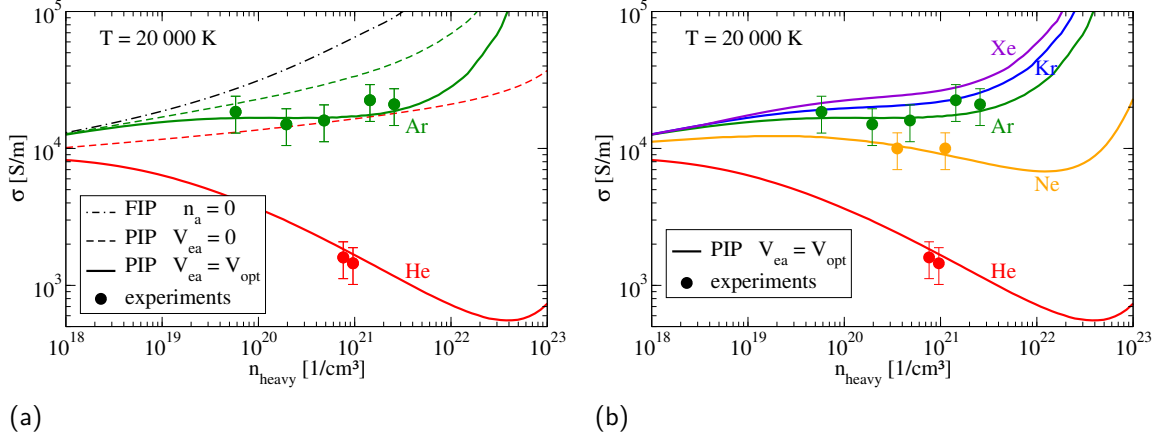 T = 20 000 K
10^5
10^4
10^3
σ [S/m]
Ar
He
FIP n_a = 0
PIP V_ea = 0
PIP V_ea = V_opt
experiments
10^18 10^19 10^20 10^21 10^22 10^23
n_heavy [1/cm³]
(a)
T = 20 000 K
10^5
10^4
10^3
σ [S/m]
Xe
Kr
Ar
Ne
He
PIP V_ea = V_opt
experiments
10^18 10^19 10^20 10^21 10^22 10^23
n_heavy [1/cm³]
(b)